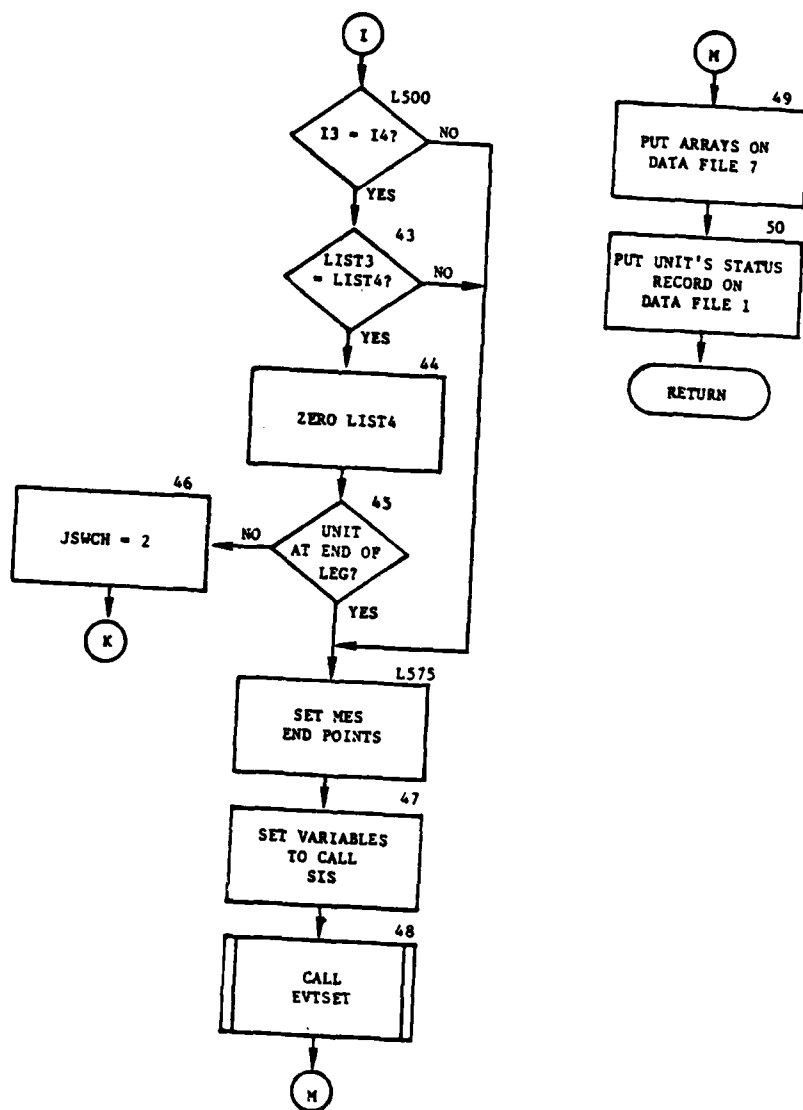 I
L500
I3 = I4?
NO
YES
43
LIST3
= LIST4?
NO
YES
44
ZERO LIST4
46
JSWCH = 2
K
45
NO
UNIT
AT END OF
LEG?
YES
L575
SET MES
END POINTS
47
SET VARIABLES
TO CALL
SIS
48
CALL
EVTSET
M
M
49
PUT ARRAYS ON
DATA FILE 7
50
PUT UNIT'S STATUS
RECORD ON
DATA FILE 1
RETURN